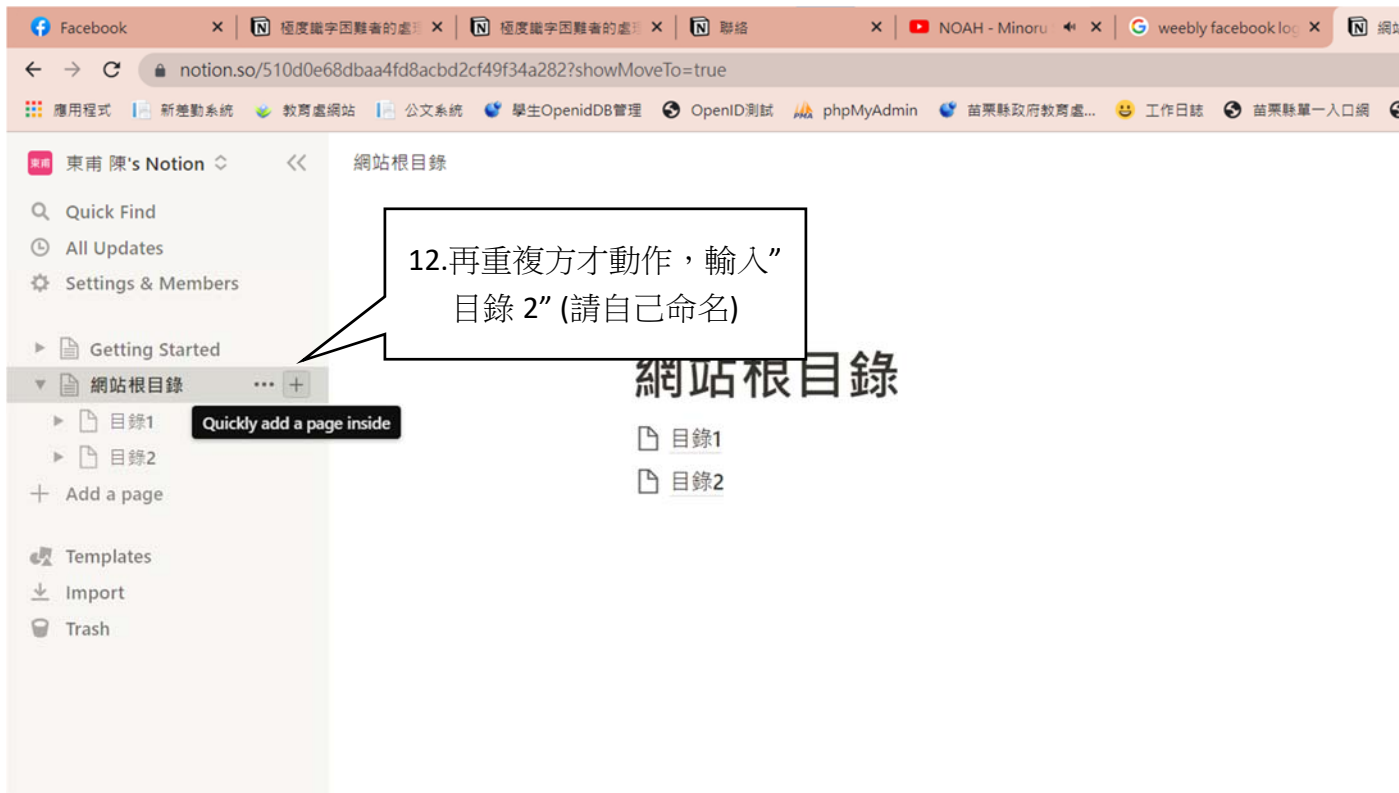 Facebook
極度識字困難者的處理
極度識字困難者的處理
聯絡
NOAH - Minoru
weebly facebook log
網站
notion.so/510d0e68dbaa4fd8acbd2cf49f34a282?showMoveTo=true
應用程式 新差勤系統 教育處網站 公文系統 學生OpenidDB管理 OpenID測試 phpMyAdmin 苗栗縣政府教育處... 工作日誌 苗栗縣單一入口網
東甫 東甫 陳's Notion
網站根目錄
Quick Find
All Updates
Settings & Members
12.再重複方才動作，輸入”
目錄 2” (請自己命名)
Getting Started
網站根目錄
目錄1
目錄2
Quickly add a page inside
Add a page
Templates
Import
Trash
網站根目錄
目錄1
目錄2